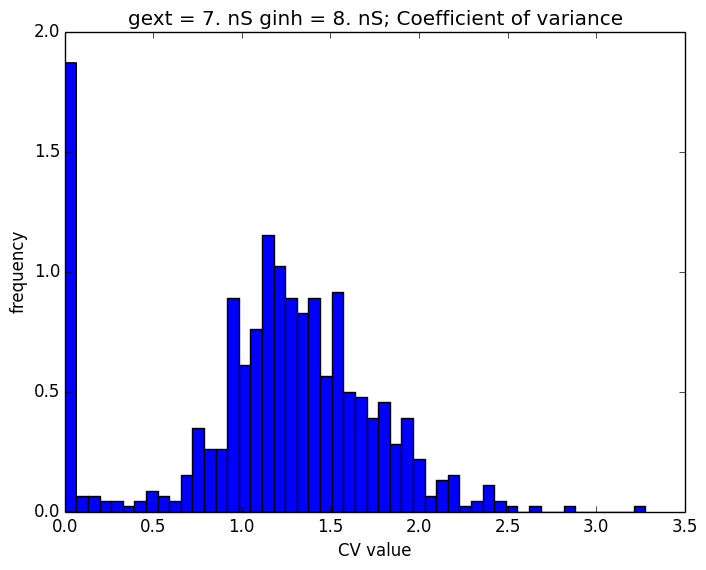 gext = 7. nS ginh = 8. nS; Coefficient of variance
2.0
1.5
1.0
0.5
0.0
frequency
0.0 0.5 1.0 1.5 2.0 2.5 3.0 3.5
CV value